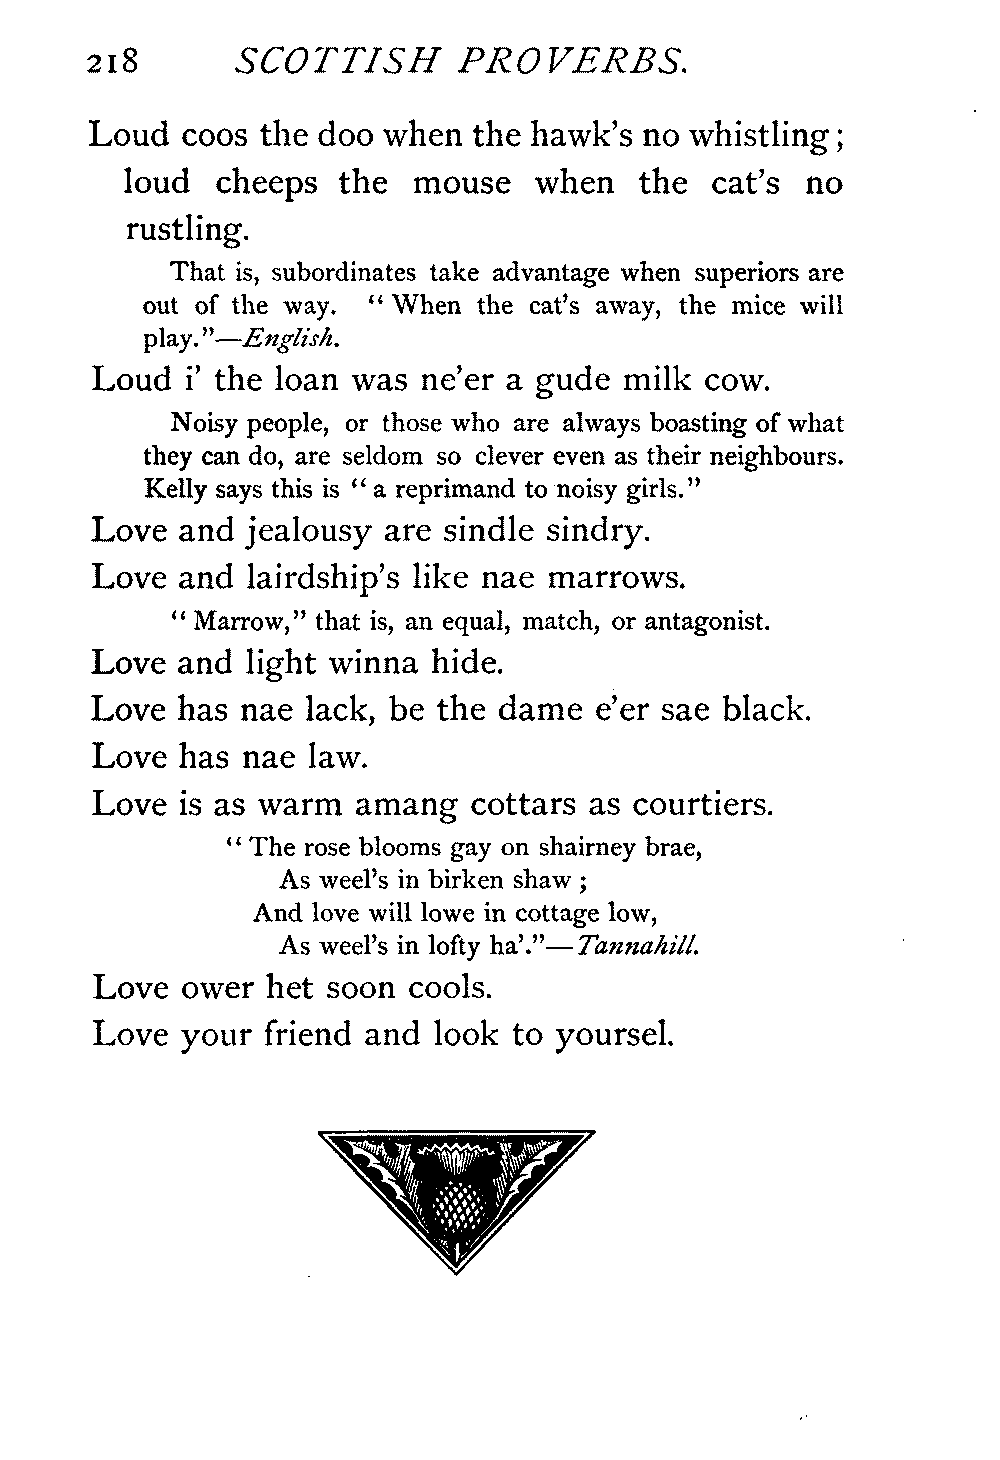 218 SCOTTISH PROVERBS.
Loud coos the doo when the hawk's no whistling;
loud cheeps the mouse when the cat's no
rustling.
That is, subordinates take advantage when superiors are
out of the way. "When the cat's away, the mice will
play."—English.
Loud i' the loan was ne'er a gude milk cow.
Noisy people, or those who are always boasting of what
they can do, are seldom so clever even as their neighbours.
Kelly says this is "a reprimand to noisy girls."
Love and jealousy are sindle sindry.
Love and lairdship's like nae marrows.
"Marrow," that is, an equal, match, or antagonist.
Love and light winna hide.
Love has nae lack, be the dame e'er sae black.
Love has nae law.
Love is as warm amang cottars as courtiers.
"The rose blooms gay on shairney brae,
As weel's in birken shaw;
And love will lowe in cottage low,
As weel's in lofty ha'."—Tannahill.
Love ower het soon cools.
Love your friend and look to yoursel.